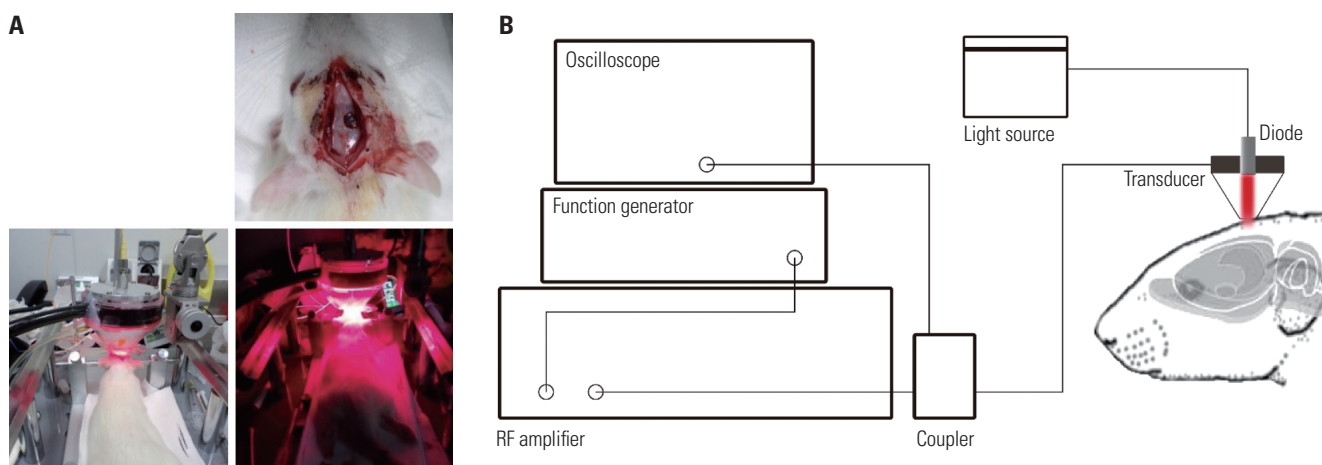 A
B
Oscilloscope
Light source
Diode
Transducer
Function generator
RF amplifier
Coupler